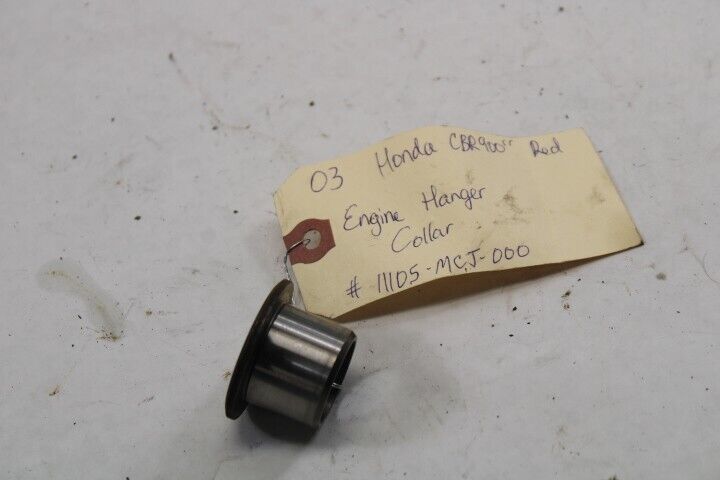 03 Honda CBR900" Red
Engine Hanger
Collar
# 11105-MCJ-000